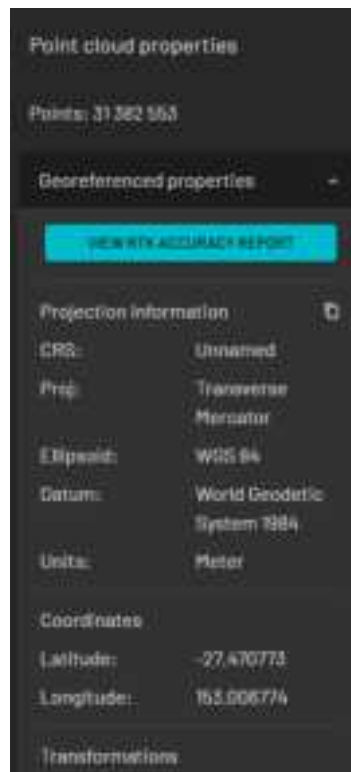 Point cloud properties
Points: 31 382 553
Georeferenced properties
VIEW RTK ACCURACY REPORT
Projection information
CRS: Unnamed
Proj: Transverse
Mercator
Ellipsoid: WGS 84
Datum: World Geodetic
System 1984
Units: Meter
Coordinates
Latitude: -27.470773
Longitude: 153.006774
Transformations